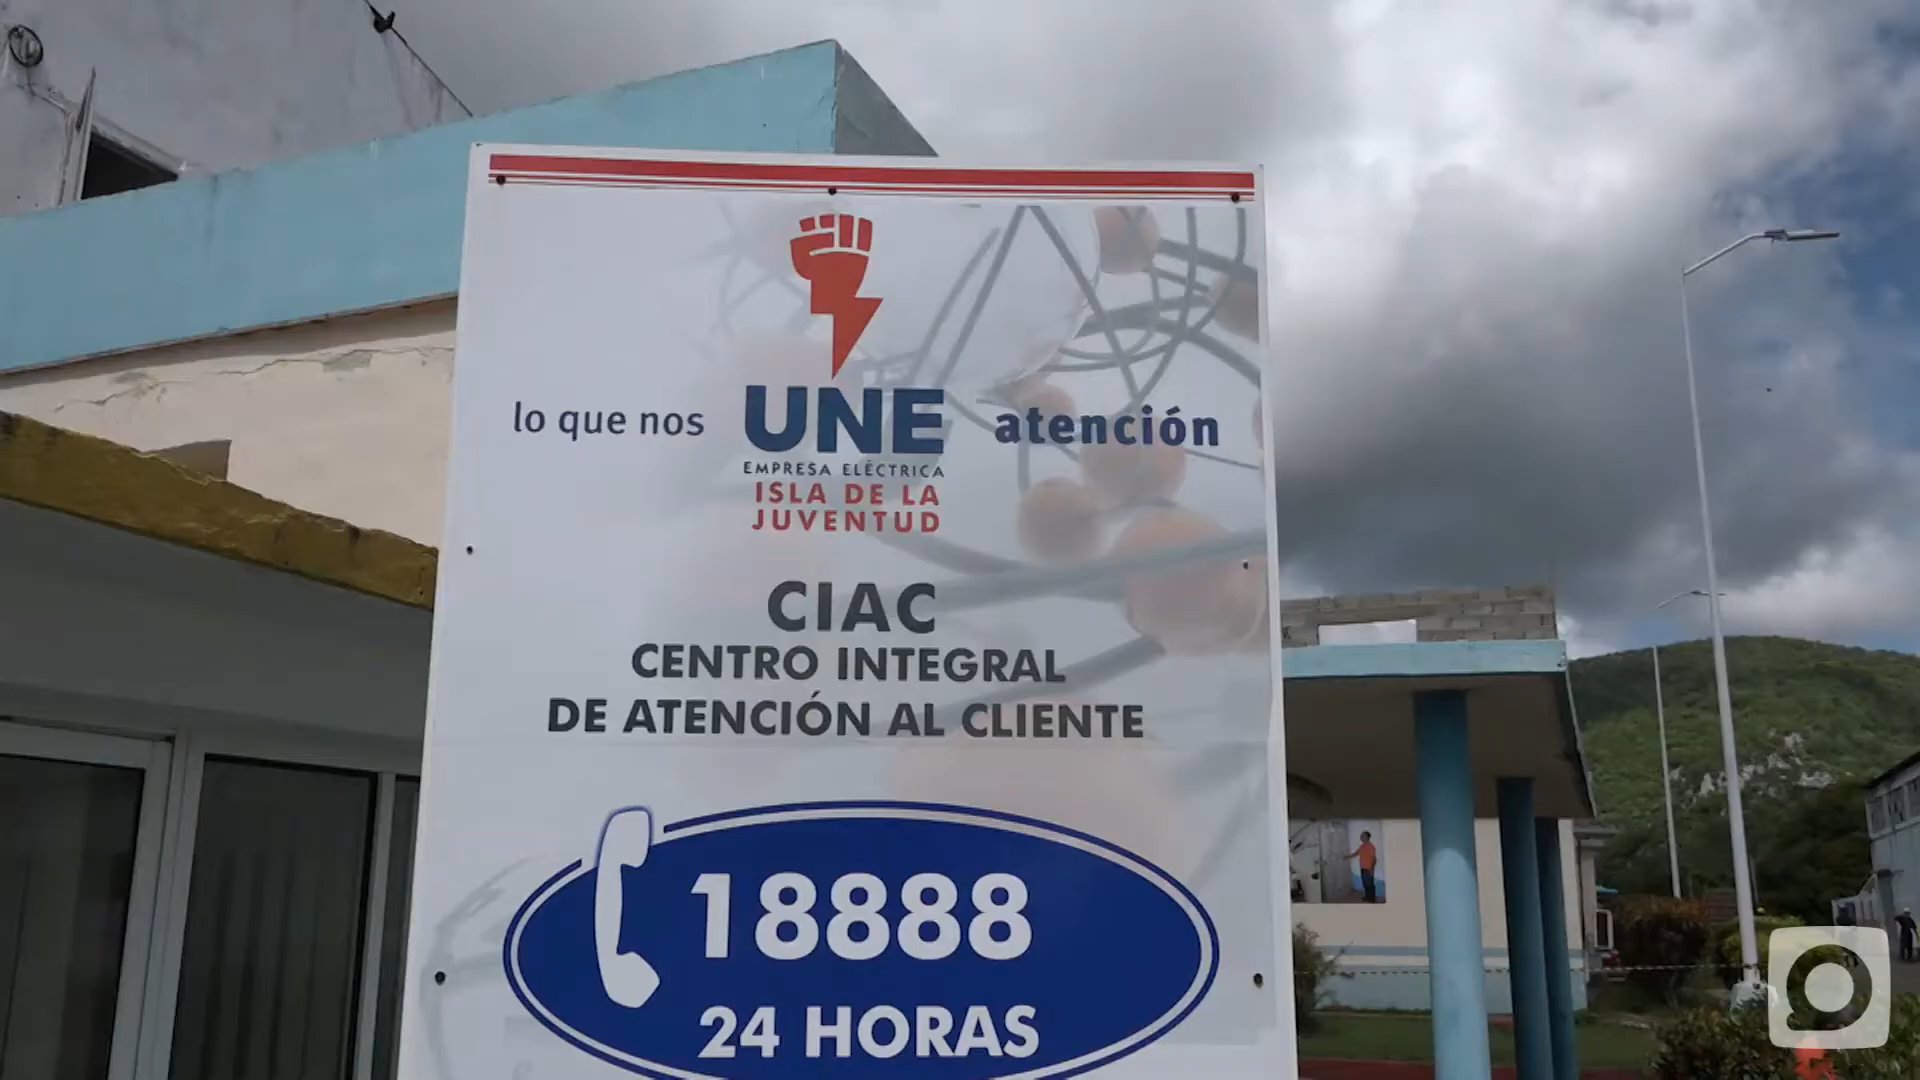 lo que nos UNE atención
EMPRESA ELÉCTRICA
ISLA DE LA
JUVENTUD
CIAC
CENTRO INTEGRAL
DE ATENCIÓN AL CLIENTE
18888
24 HORAS